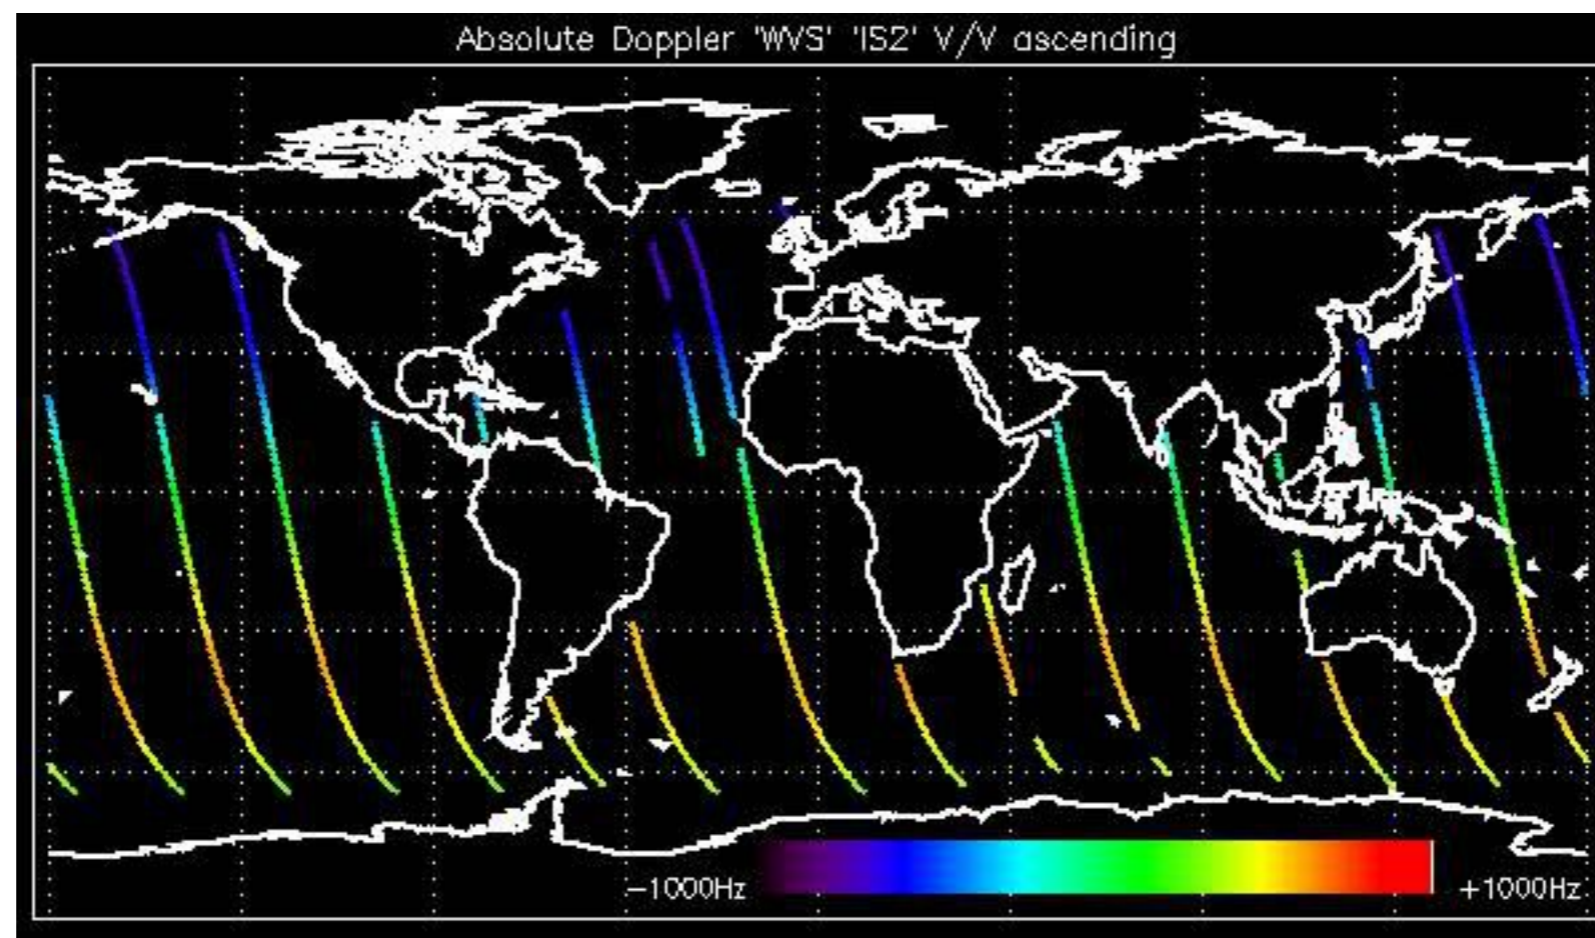 Absolute Doppler 'WVS' 'IS2' V/V ascending
−1000Hz +1000Hz